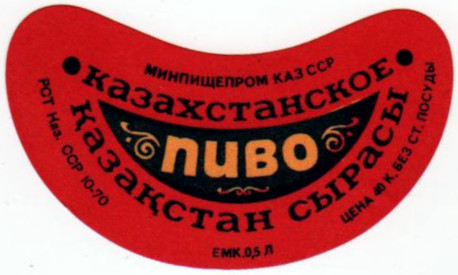 МИНПИЩЕПРОМ КАЗ ССР
• КАЗАХСТАНСКОЕ •
ПИВО
ҚАЗАҚСТАН СЫРАСЫ
РСТ Каз. ССР Ю-70
ЦЕНА 40 К. БЕЗ СТ. ПОСУДЫ
ЕМК. 0,5 Л